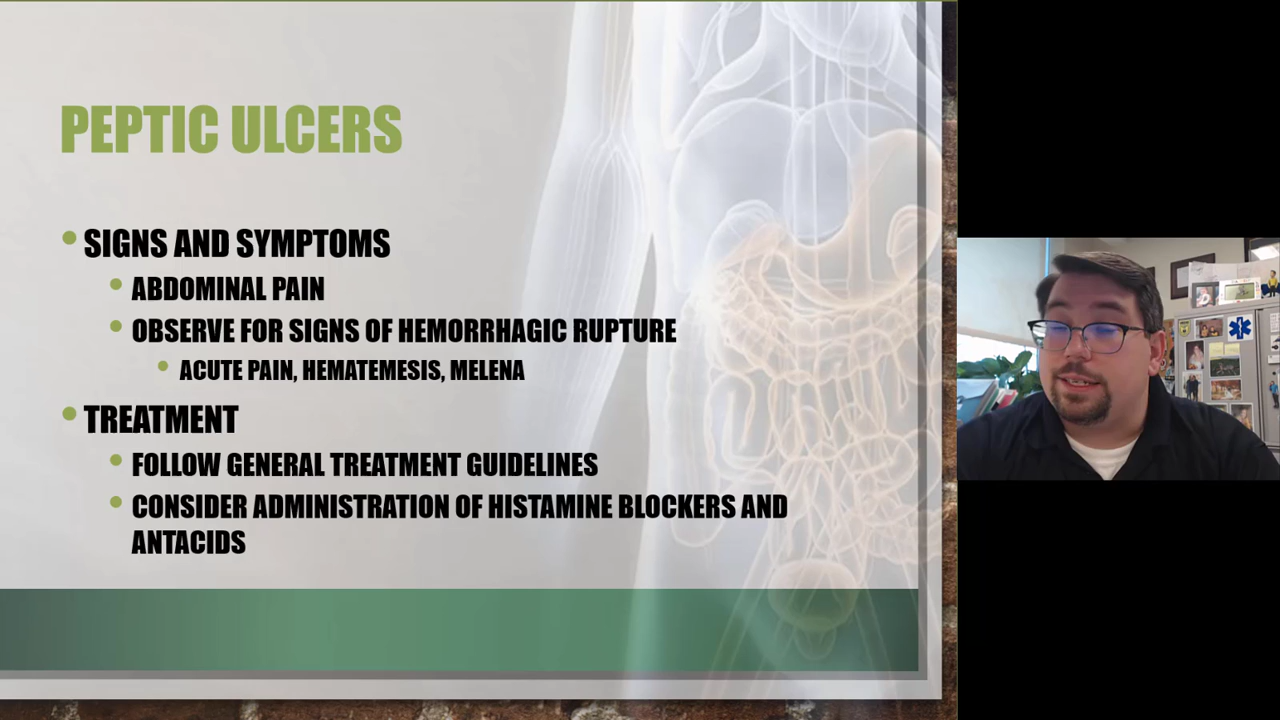 PEPTIC ULCERS
SIGNS AND SYMPTOMS
ABDOMINAL PAIN
OBSERVE FOR SIGNS OF HEMORRHAGIC RUPTURE
ACUTE PAIN, HEMATEMESIS, MELENA
TREATMENT
FOLLOW GENERAL TREATMENT GUIDELINES
CONSIDER ADMINISTRATION OF HISTAMINE BLOCKERS AND
ANTACIDS